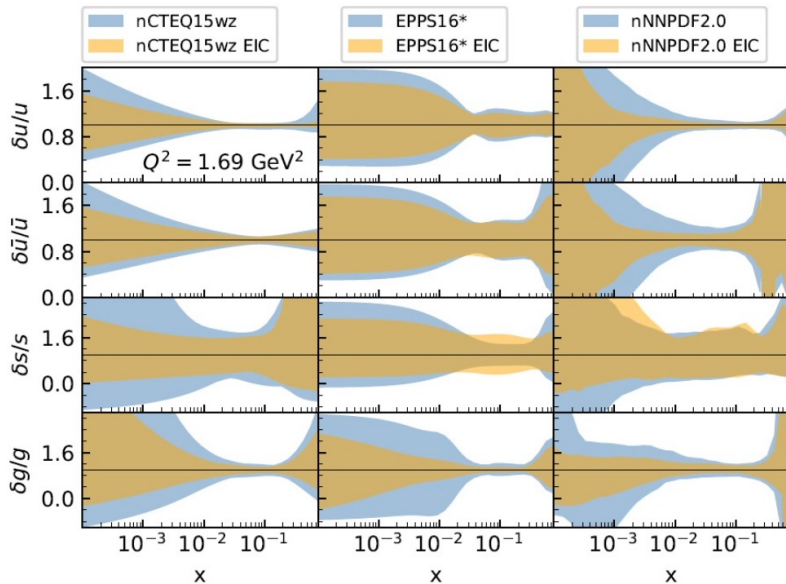 nCTEQ15wz
nCTEQ15wz EIC
EPPS16*
EPPS16* EIC
nNNPDF2.0
nNNPDF2.0 EIC
δu/u
1.6
0.8
0.0
Q² = 1.69 GeV²
δū/ū
1.6
0.8
0.0
δs/s
1.6
0.0
δg/g
1.6
0.0
10⁻³ 10⁻² 10⁻¹ 10⁻³ 10⁻² 10⁻¹ 10⁻³ 10⁻² 10⁻¹
x x x